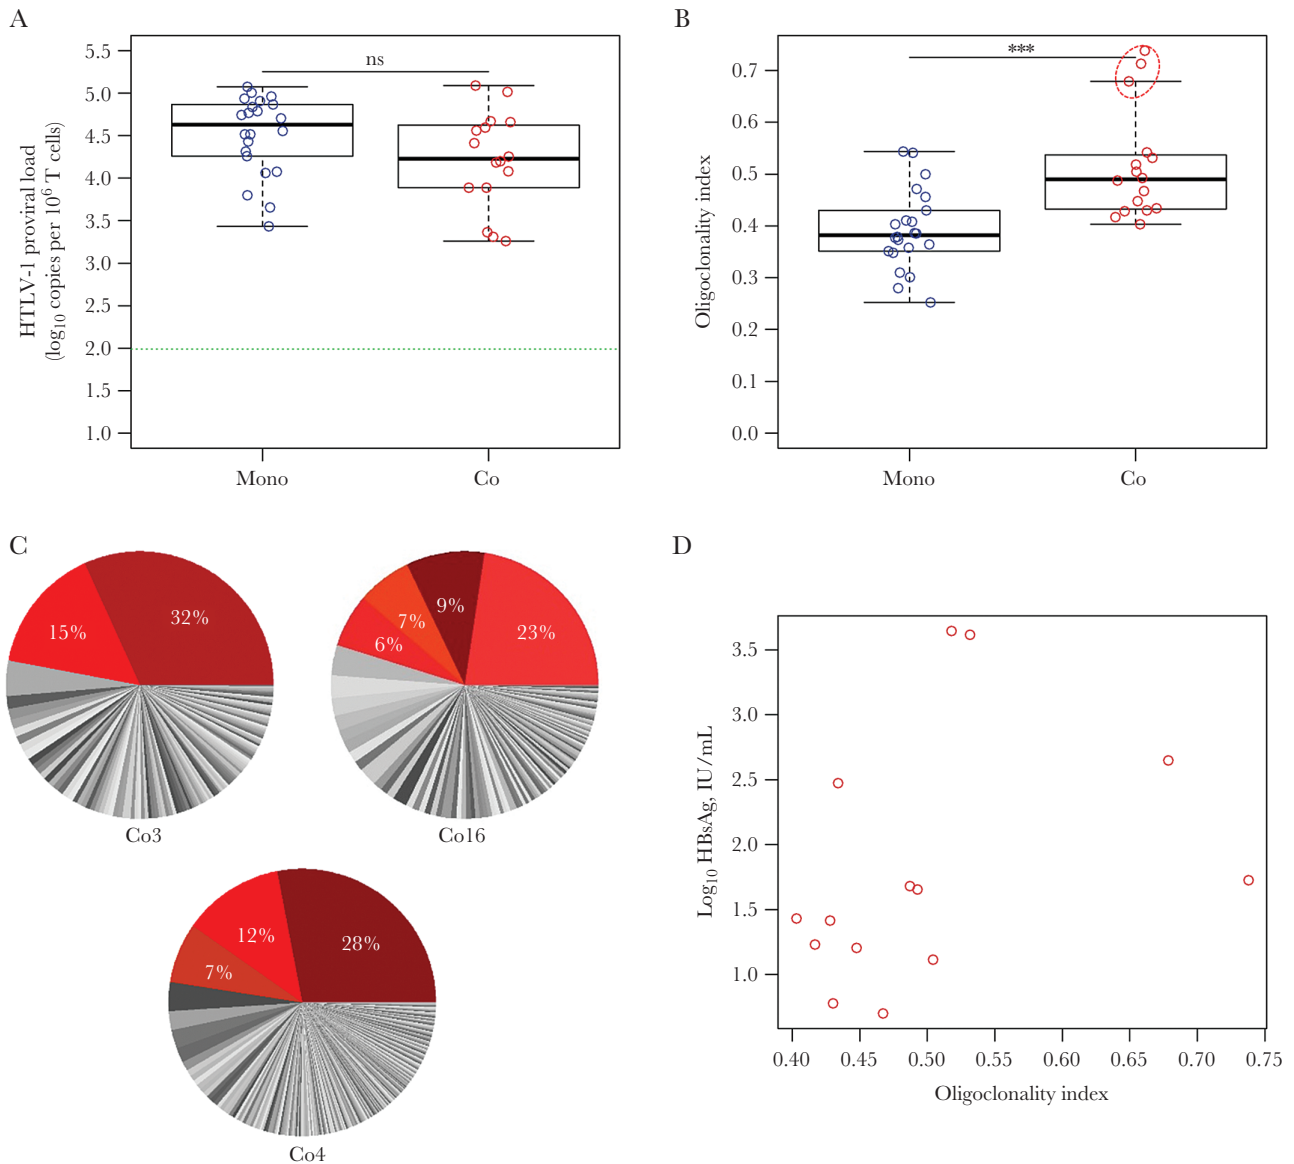 A
HTLV-1 proviral load
(log10 copies per 10⁶ T cells)
5.5
5.0
4.5
4.0
3.5
3.0
2.5
2.0
1.5
1.0
ns
Mono
Co
B
Oligoclonality index
0.7
0.6
0.5
0.4
0.3
0.2
0.1
0.0
***
Mono
Co
C
15%
32%
Co3
6%
7%
9%
23%
Co16
7%
12%
28%
Co4
D
Log10 HBsAg, IU/mL
3.5
3.0
2.5
2.0
1.5
1.0
0.40 0.45 0.50 0.55 0.60 0.65 0.70 0.75
Oligoclonality index